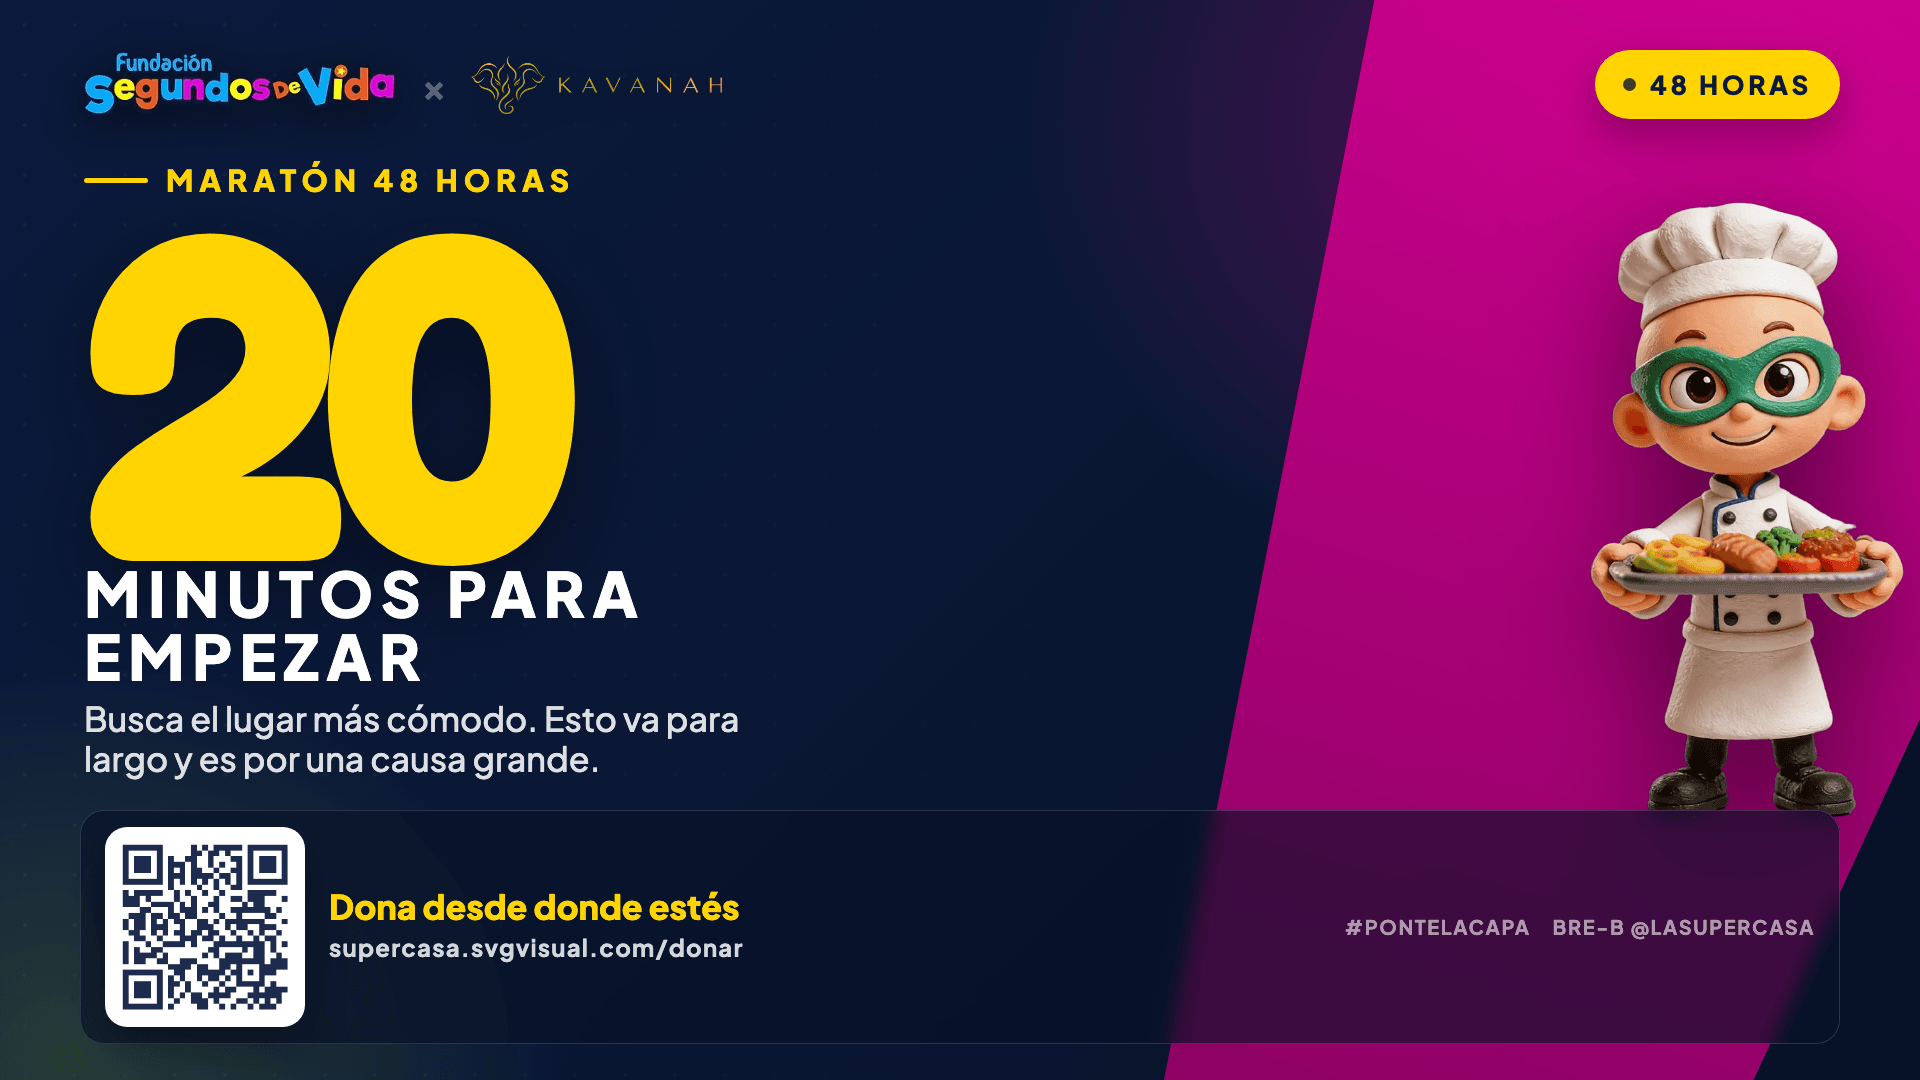 Fundación
Segundos DE Vida × KAVANAH
48 HORAS
MARATÓN 48 HORAS
20
MINUTOS PARA
EMPEZAR
Busca el lugar más cómodo. Esto va para
largo y es por una causa grande.
Dona desde donde estés
supercasa.svgvisual.com/donar
#PONTELACAPA BRE-B @LASUPERCASA